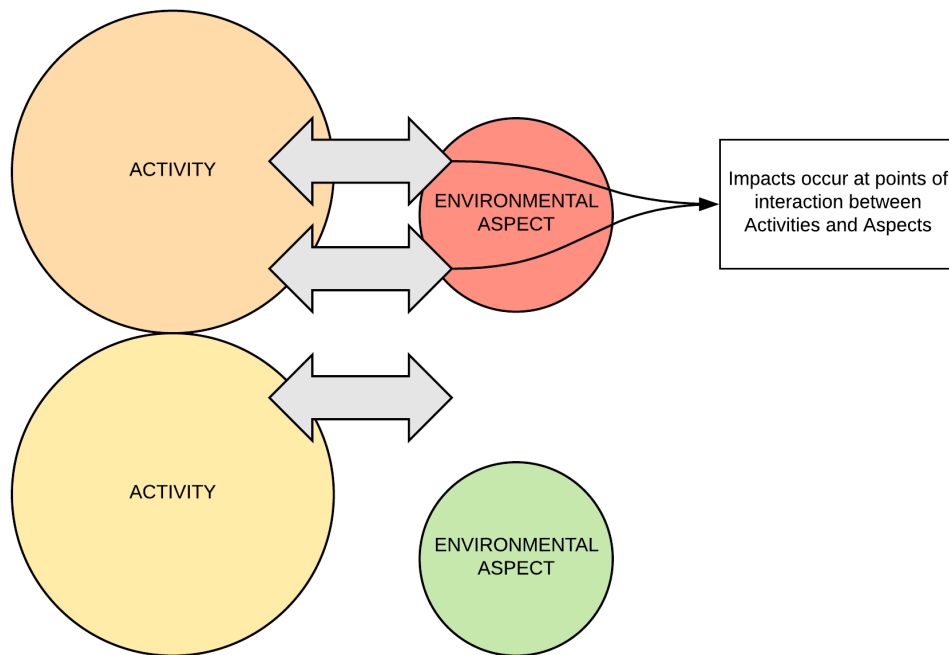 ACTIVITY
ENVIRONMENTAL
ASPECT
Impacts occur at points of
interaction between
Activities and Aspects
ACTIVITY
ENVIRONMENTAL
ASPECT